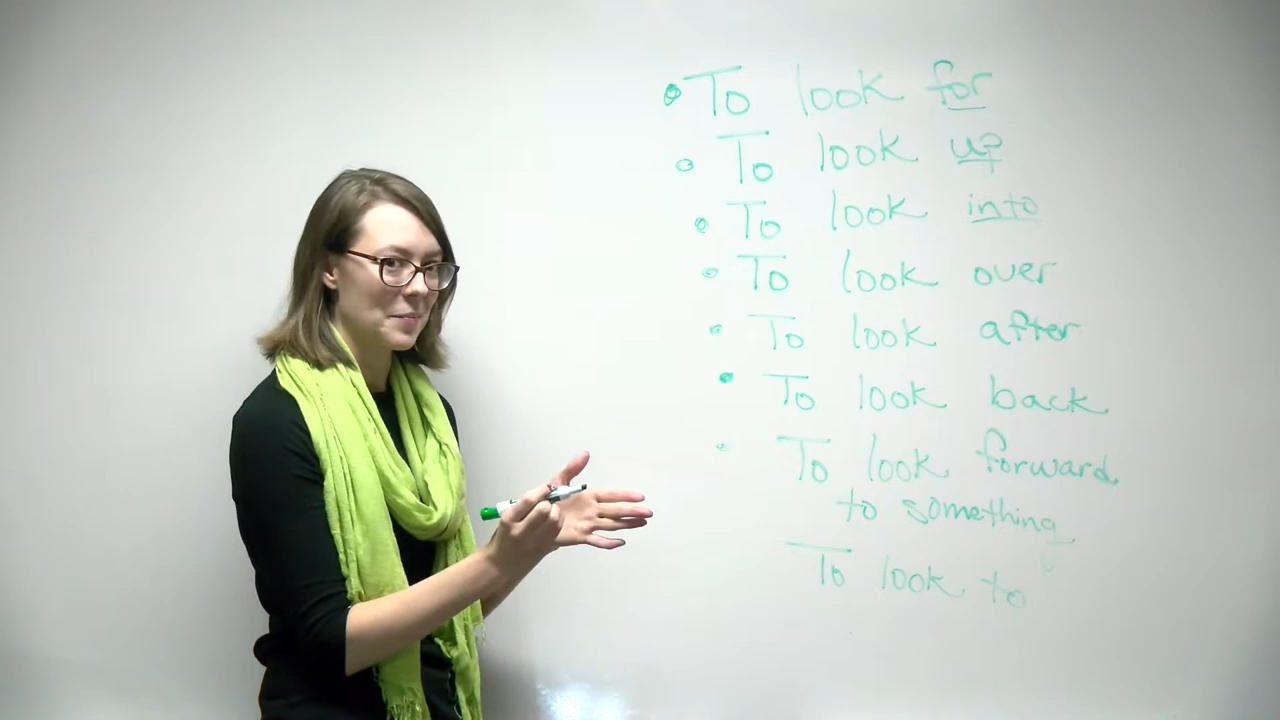 To look for
To look up
To look into
To look over
To look after
To look back
To look forward
to something
To look to